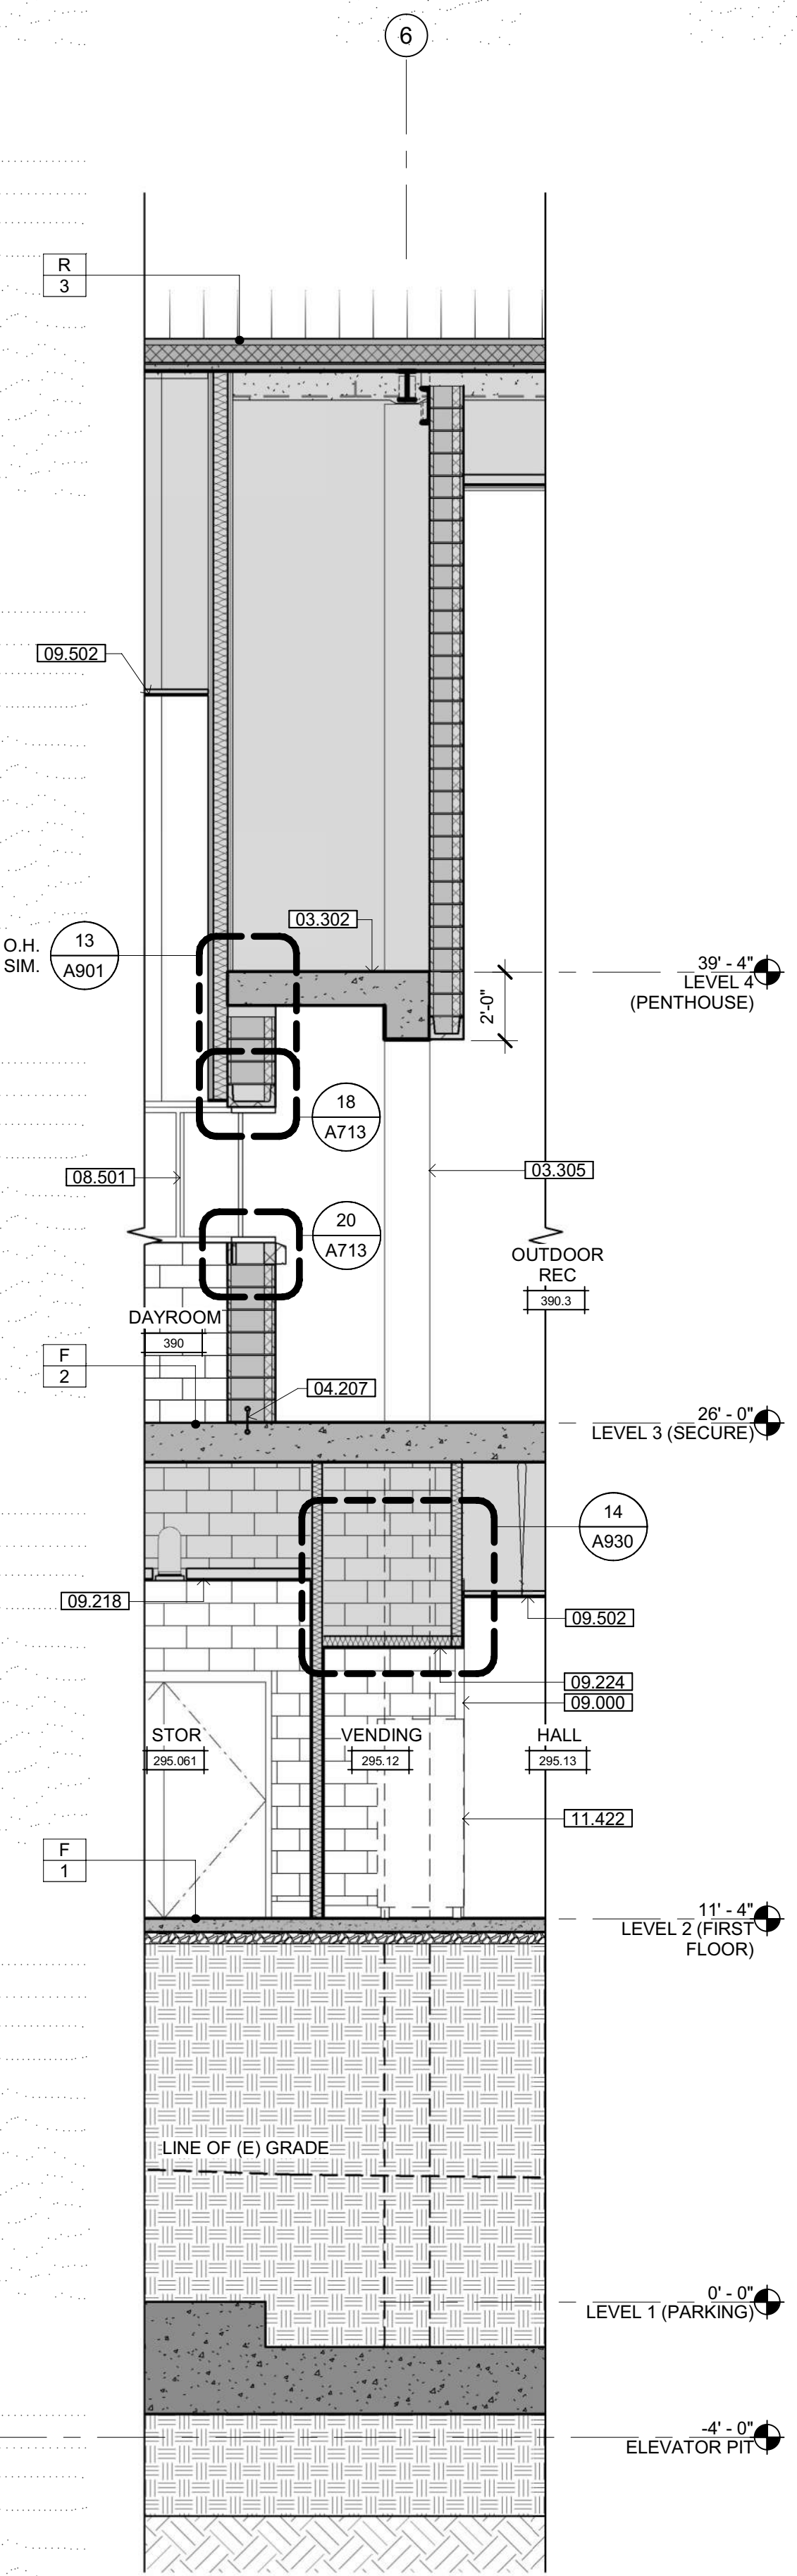 6
R
3
09.502
03.302
O.H.
SIM.
13
A901
39' - 4"
LEVEL 4
(PENTHOUSE)
2'-0"
18
A713
08.501
03.305
20
A713
OUTDOOR
REC
390.3
DAYROOM
390
F
2
04.207
26' - 0"
LEVEL 3 (SECURE)
14
A930
09.218
09.502
09.224
09.000
STOR
295.061
VENDING
295.12
HALL
295.13
11.422
F
1
11' - 4"
LEVEL 2 (FIRST
FLOOR)
LINE OF (E) GRADE
0' - 0"
LEVEL 1 (PARKING)
-4' - 0"
ELEVATOR PIT